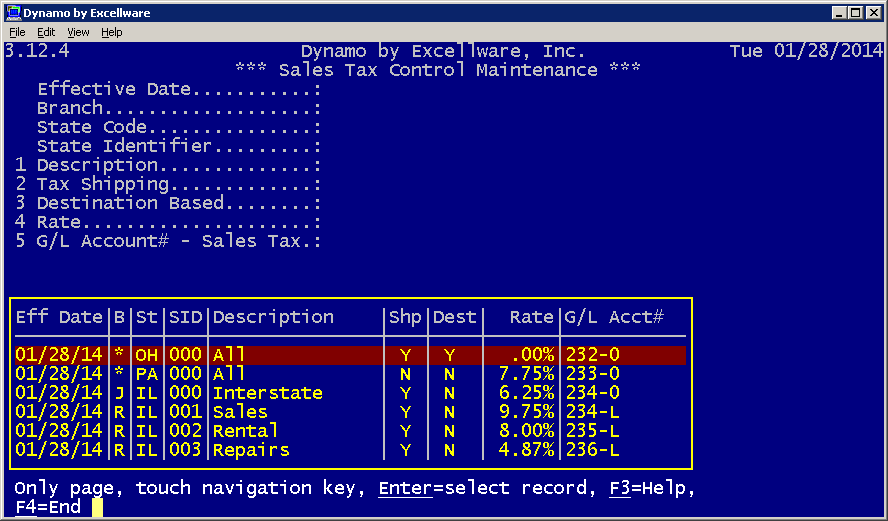 Dynamo by Excellware
File Edit View Help
3.12.4 Dynamo by Excellware, Inc. Tue 01/28/2014
*** Sales Tax Control Maintenance ***
Effective Date...........:
Branch...................:
State Code...............:
State Identifier.........:
1 Description..............:
2 Tax Shipping.............:
3 Destination Based........:
4 Rate.....................:
5 G/L Account# - Sales Tax.:
Eff Date|B|St|SID|Description |Shp|Dest| Rate|G/L Acct#
01/28/14|*|OH|000|All | Y | Y | .00%|232-O
01/28/14|*|PA|000|All | N | N |7.75%|233-O
01/28/14|J|IL|000|Interstate | Y | N |6.25%|234-O
01/28/14|R|IL|001|Sales | Y | N |9.75%|234-L
01/28/14|R|IL|002|Rental | Y | N |8.00%|235-L
01/28/14|R|IL|003|Repairs | Y | N |4.87%|236-L
Only page, touch navigation key, Enter=select record, F3=Help,
F4=End